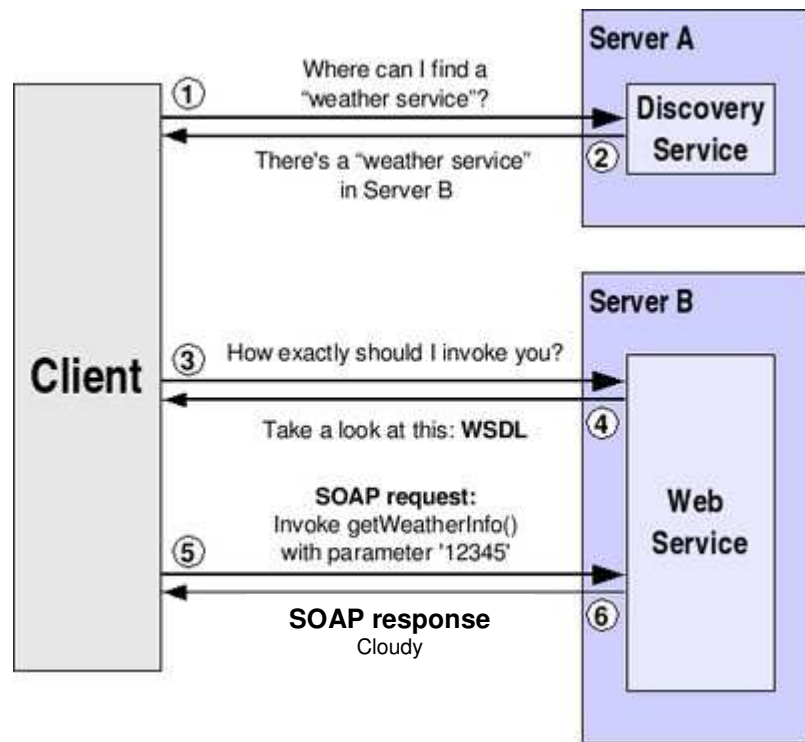 Server A
①
Where can I find a
“weather service”?
Discovery
Service
There's a “weather service”
in Server B
②
Server B
Client
③
How exactly should I invoke you?
Take a look at this: WSDL
④
SOAP request:
Invoke getWeatherInfo()
with parameter '12345'
⑤
Web
Service
SOAP response
Cloudy
⑥